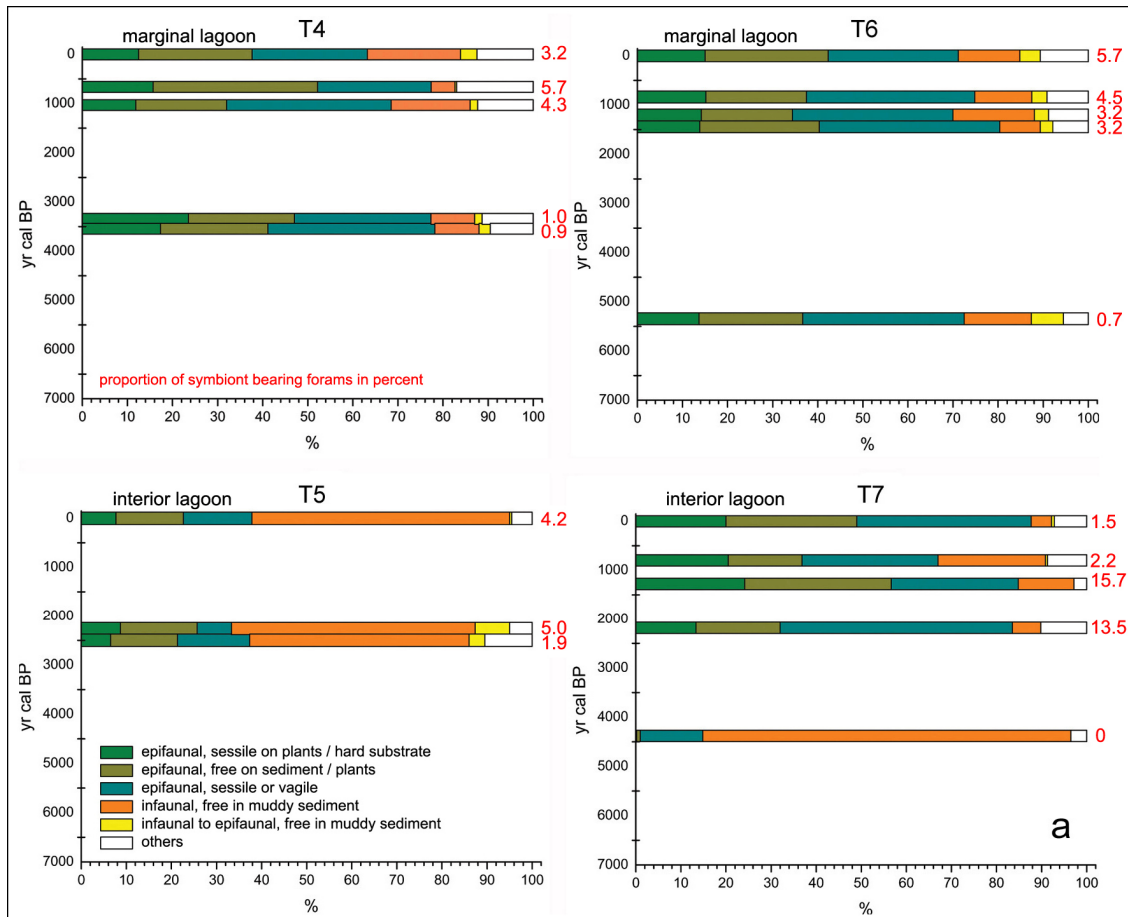 marginal lagoon T4
0
1000
2000
3000
4000
5000
6000
7000
yr cal BP
3.2
5.7
4.3
1.0
0.9
proportion of symbiont bearing forams in percent
0 10 20 30 40 50 60 70 80 90 100
%
marginal lagoon T6
0
1000
2000
3000
4000
5000
6000
7000
yr cal BP
5.7
4.5
3.2
3.2
0.7
0 10 20 30 40 50 60 70 80 90 100
%
interior lagoon T5
0
1000
2000
3000
4000
5000
6000
7000
yr cal BP
4.2
5.0
1.9
epifaunal, sessile on plants / hard substrate
epifaunal, free on sediment / plants
epifaunal, sessile or vagile
infaunal, free in muddy sediment
infaunal to epifaunal, free in muddy sediment
others
0 10 20 30 40 50 60 70 80 90 100
%
interior lagoon T7
0
1000
2000
3000
4000
5000
6000
7000
yr cal BP
1.5
2.2
15.7
13.5
0
a
0 10 20 30 40 50 60 70 80 90 100
%